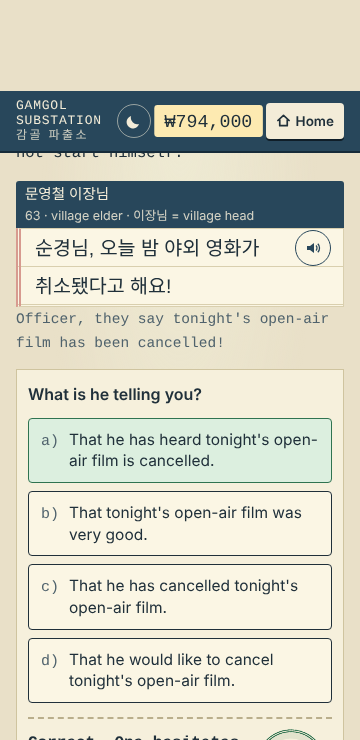 GAMGOL
SUBSTATION
감골 파출소
₩794,000
Home
not start himself.
문영철 이장님
63 · village elder · 이장님 = village head
순경님, 오늘 밤 야외 영화가
취소됐다고 해요!
Officer, they say tonight's open-air
film has been cancelled!
What is he telling you?
a) That he has heard tonight's open-
air film is cancelled.
b) That tonight's open-air film was
very good.
c) That he has cancelled tonight's
open-air film.
d) That he would like to cancel
tonight's open-air film.